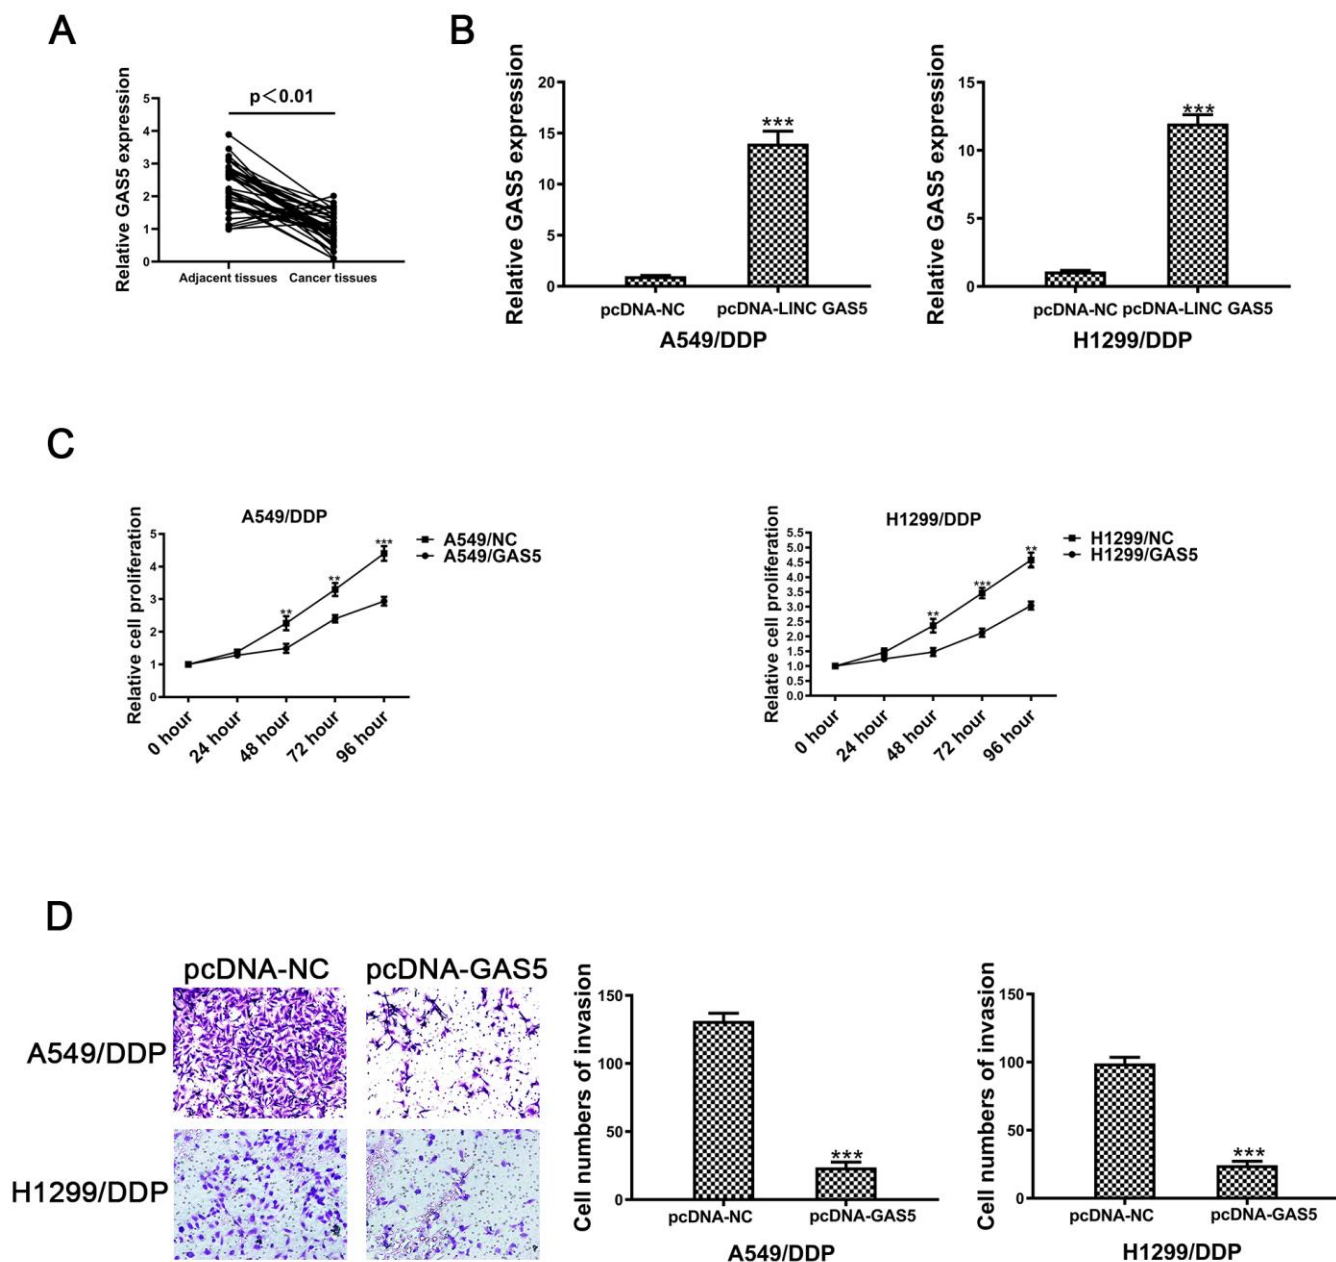 A
B
p<0.01
Relative GAS5 expression
5
4
3
2
1
0
Adjacent tissues Cancer tissues
Relative GAS5 expression
20
15
10
5
0
***
pcDNA-NC pcDNA-LINC GAS5
A549/DDP
Relative GAS5 expression
15
10
5
0
***
pcDNA-NC pcDNA-LINC GAS5
H1299/DDP
C
A549/DDP
Relative cell proliferation
5
4
3
2
1
0
** ** ***
A549/NC
A549/GAS5
0 hour 24 hour 48 hour 72 hour 96 hour
H1299/DDP
Relative cell proliferation
5.5
5.0
4.5
4.0
3.5
3.0
2.5
2.0
1.5
1.0
0.5
0.0
** *** **
H1299/NC
H1299/GAS5
0 hour 24 hour 48 hour 72 hour 96 hour
D
pcDNA-NC pcDNA-GAS5
A549/DDP
H1299/DDP
Cell numbers of invasion
150
100
50
0
***
pcDNA-NC pcDNA-GAS5
A549/DDP
Cell numbers of invasion
150
100
50
0
***
pcDNA-NC pcDNA-GAS5
H1299/DDP